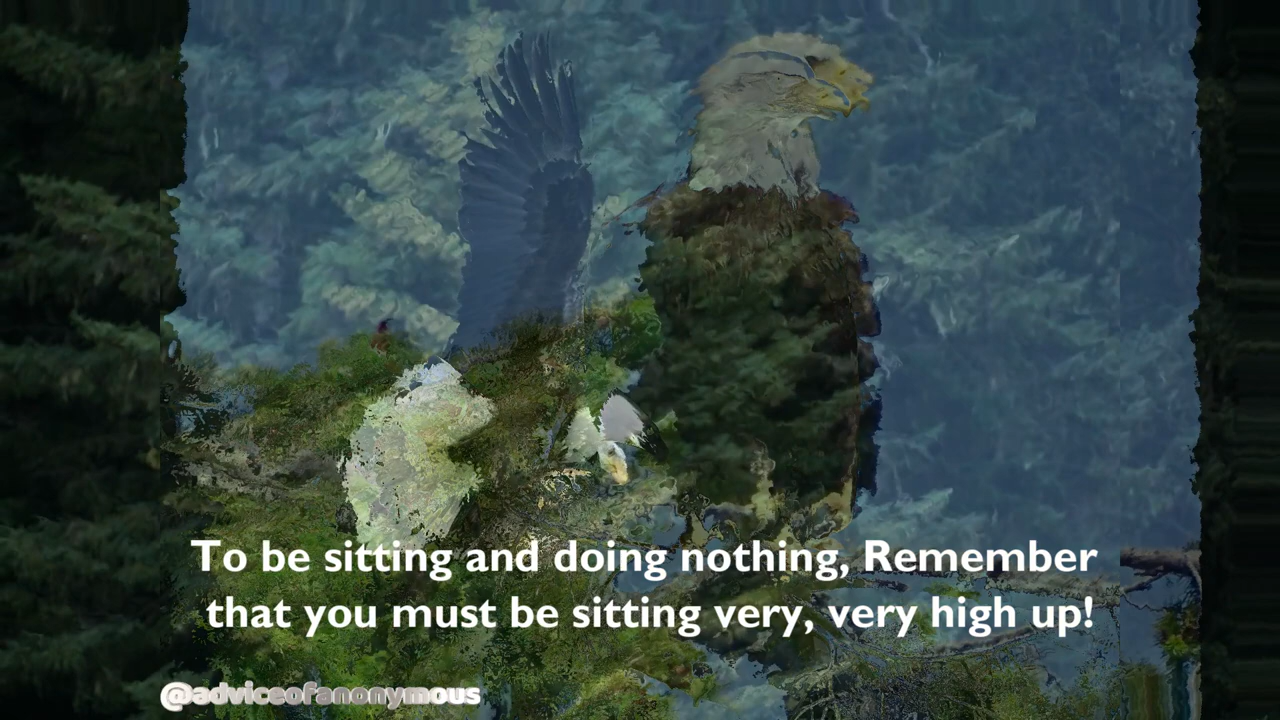 To be sitting and doing nothing, Remember
that you must be sitting very, very high up!
@adviceofanonymous